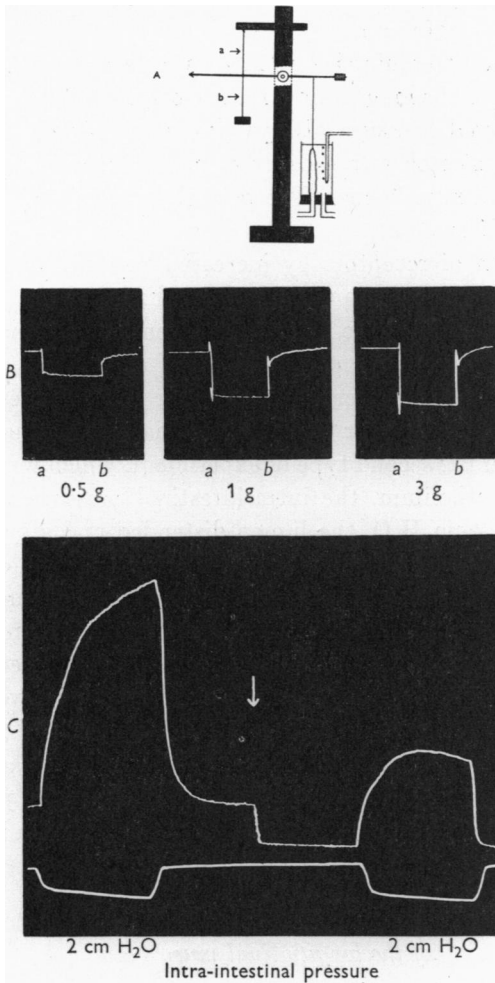 a →
A
b →
B
a b a b a b
0·5 g 1 g 3 g
C
2 cm H₂O 2 cm H₂O
Intra-intestinal pressure